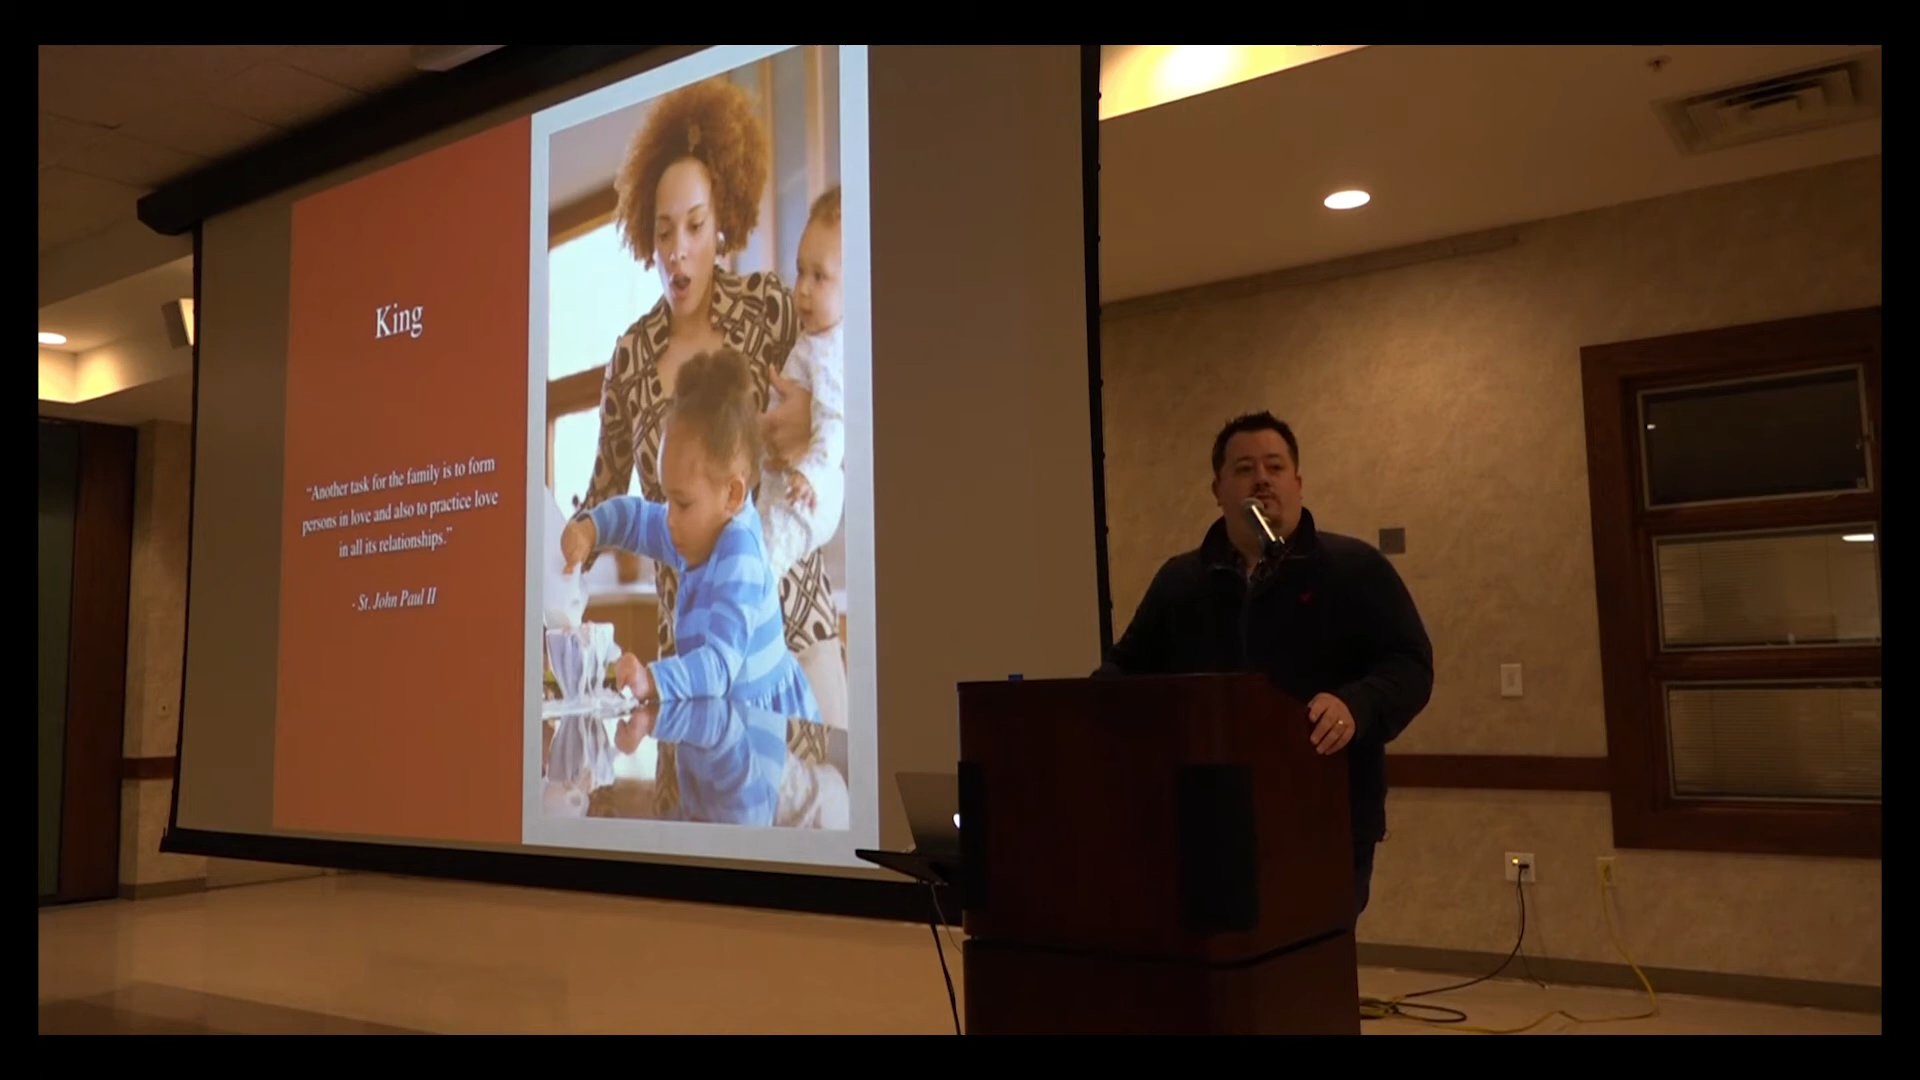 King
“Another task for the family is to form
persons in love and also to practice love
in all its relationships.”
- St. John Paul II